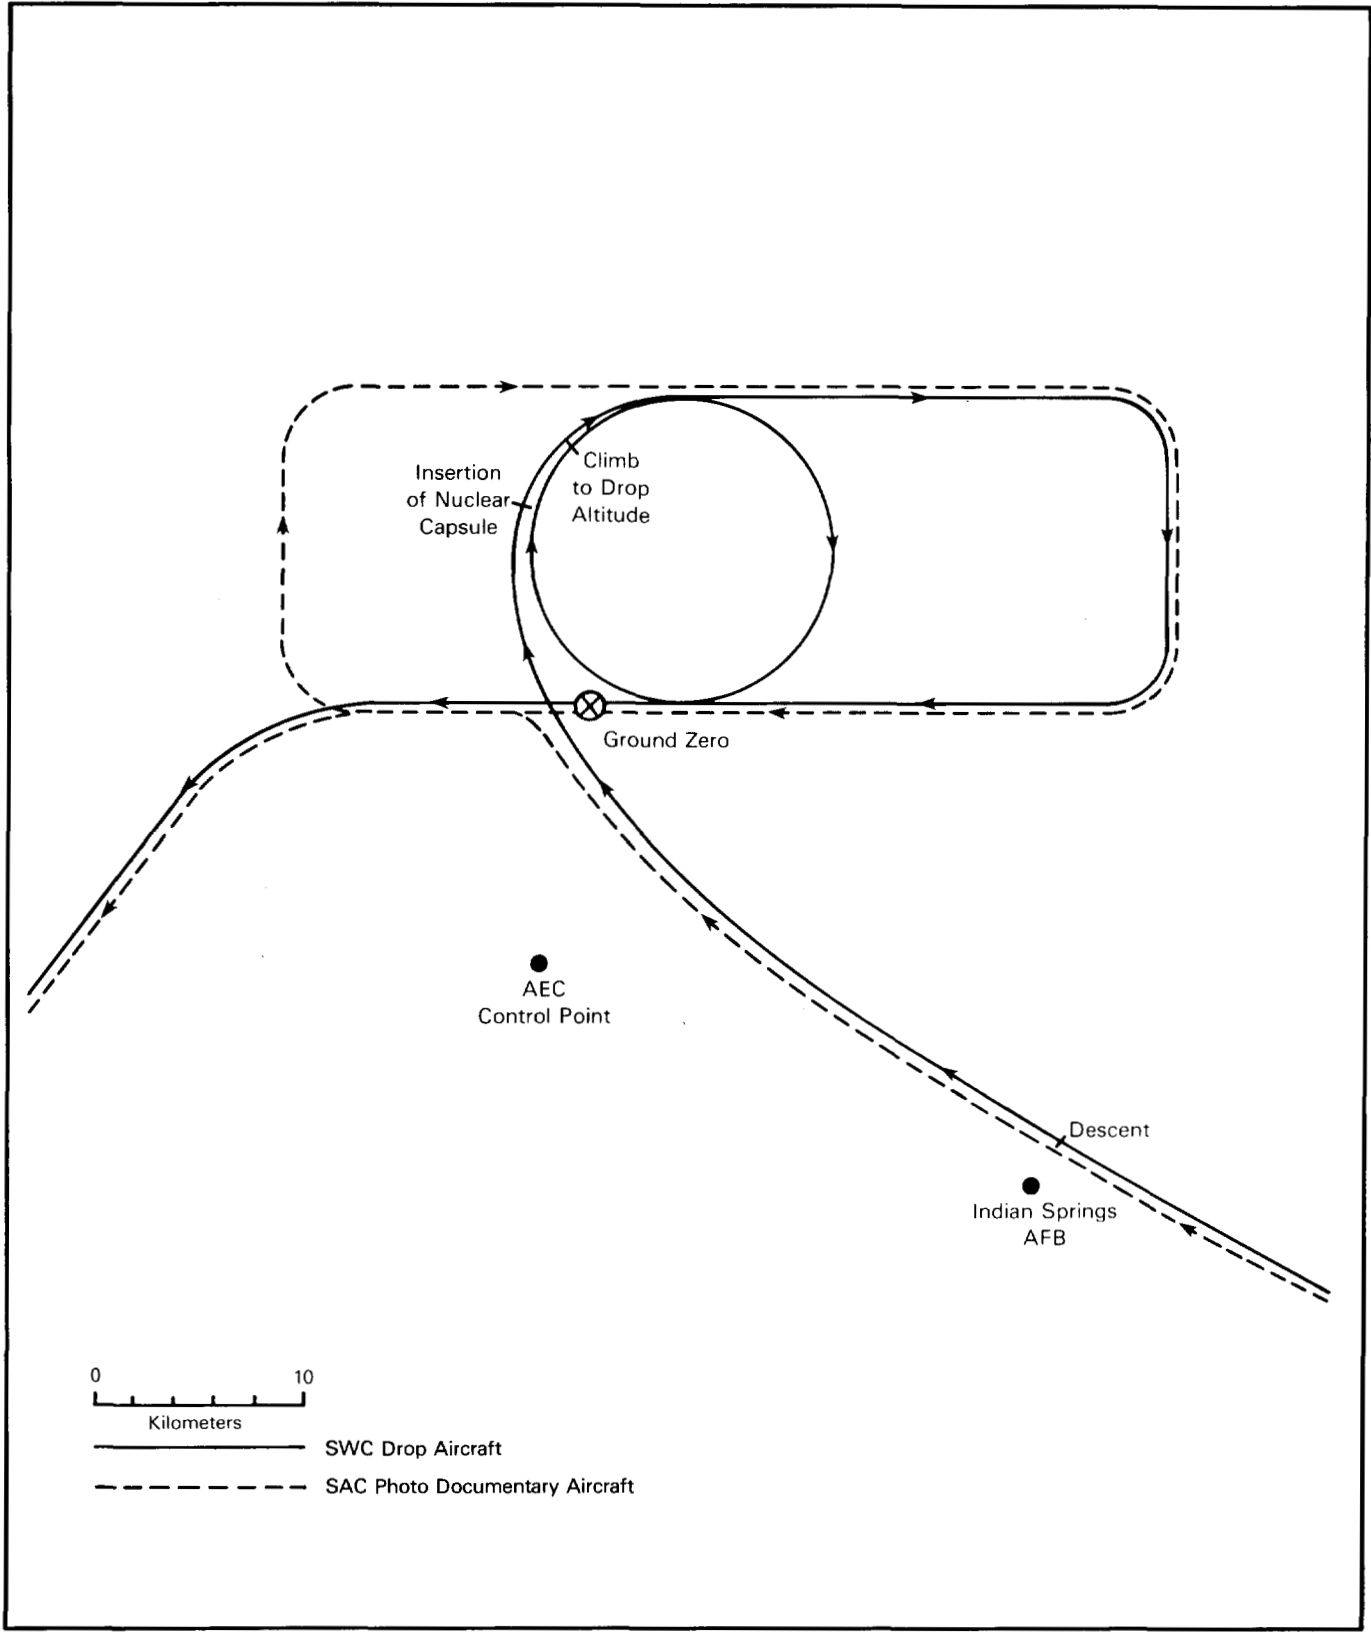 Insertion
of Nuclear
Capsule
Climb
to Drop
Altitude
Ground Zero
AEC
Control Point
Descent
Indian Springs
AFB
0 10
Kilometers
SWC Drop Aircraft
SAC Photo Documentary Aircraft